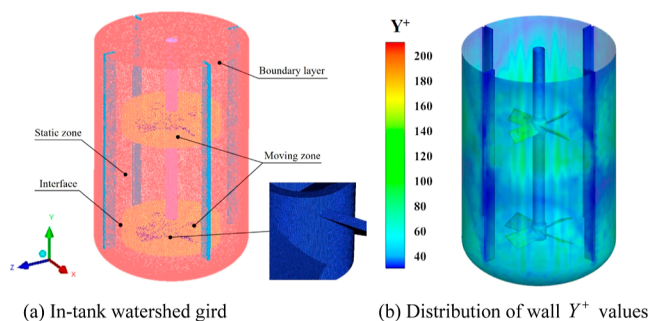 Boundary layer
Static zone
Moving zone
Interface
Y
Z
X
(a) In-tank watershed gird
Y+
200
180
160
140
120
100
80
60
40
(b) Distribution of wall Y+ values